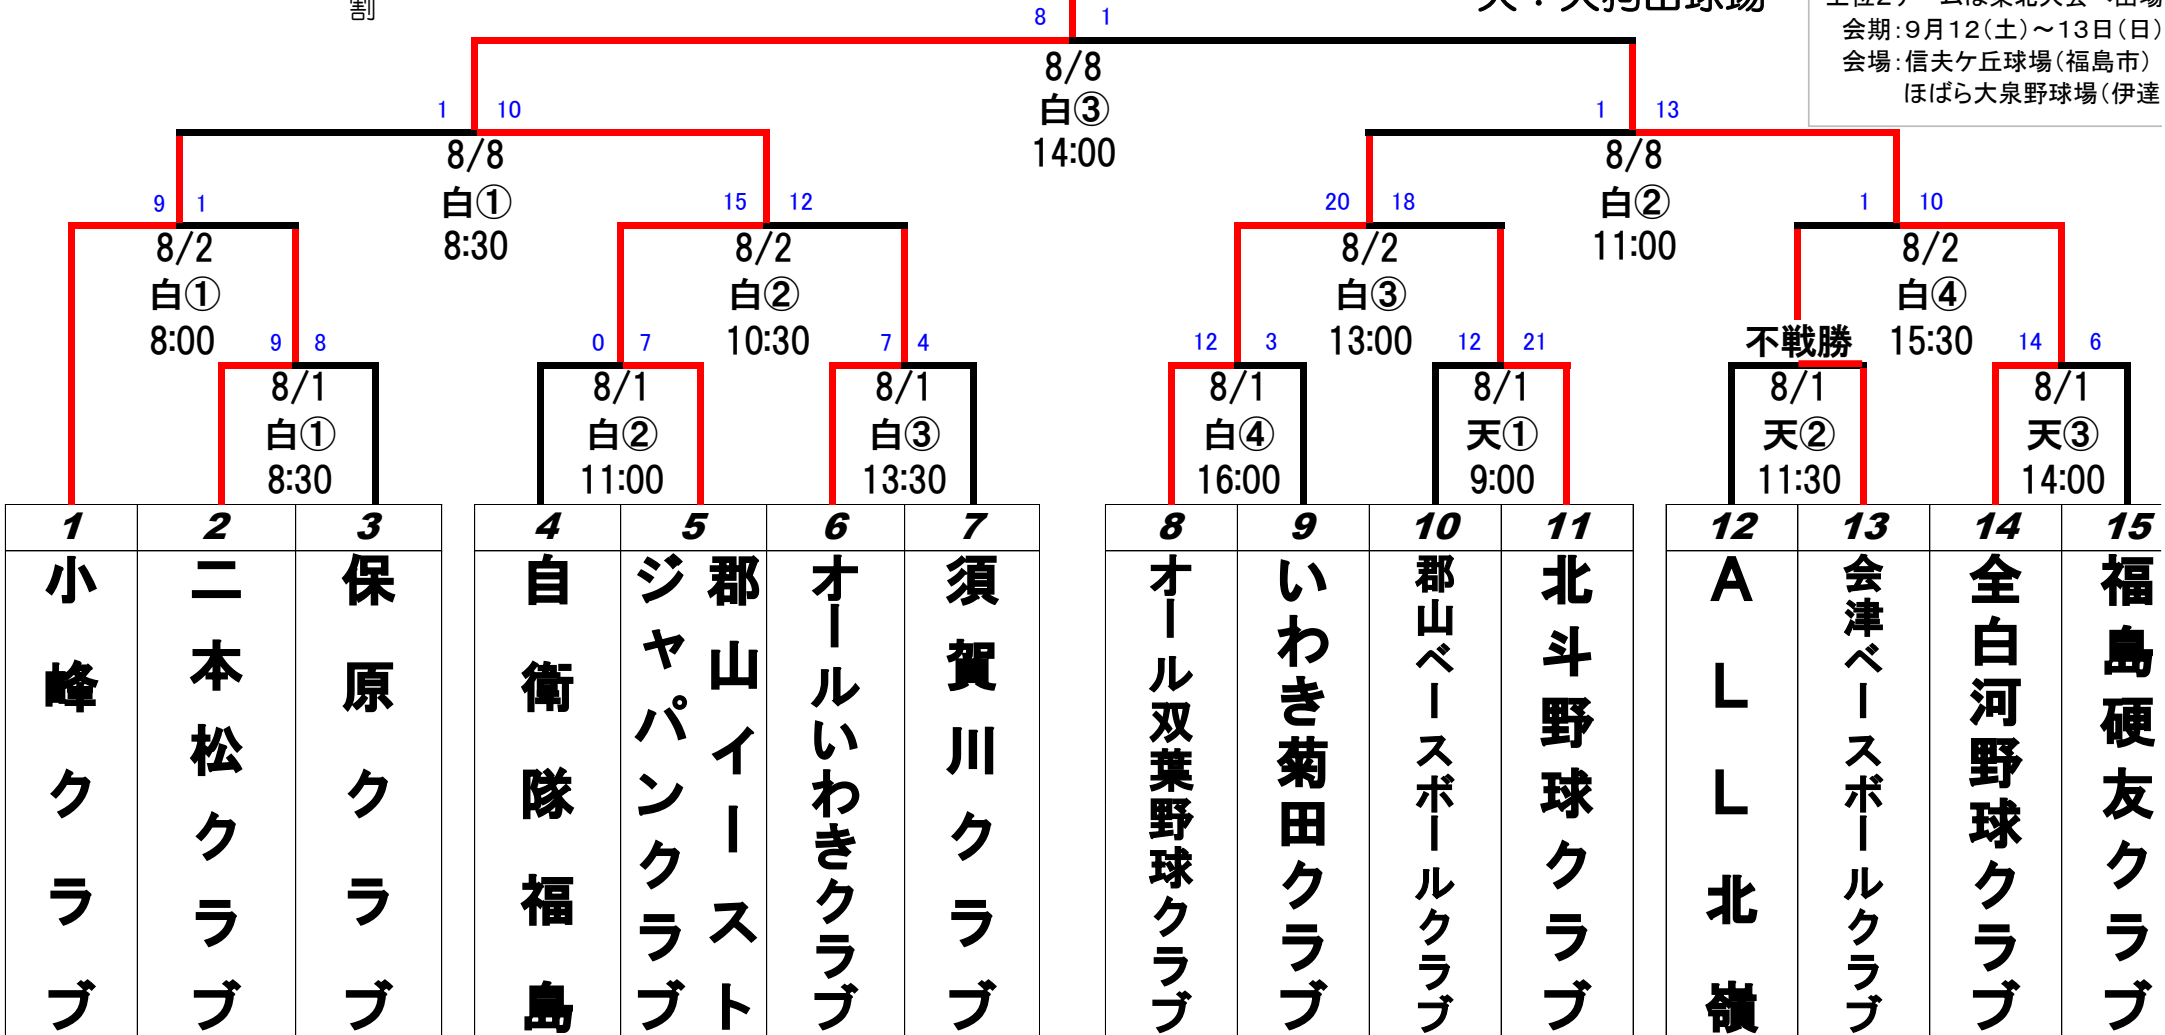 割
8 1
会期：9月12(土)～13日(日)
8/8
会場：信夫ケ丘球場(福島市)
白③
ほばら大泉野球場(伊達
14:00
1 10
1 13
8/8
白①
8:30
8/8
白②
11:00
9 1
15 12
20 18
1 10
8/2
白①
8:00
8/2
白②
10:30
8/2
白③
13:00
8/2
白④
15:30
不戦勝
9 8
0 7
7 4
12 3
12 21
14 6
8/1
白①
8:30
8/1
白②
11:00
8/1
白③
13:30
8/1
白④
16:00
8/1
天①
9:00
8/1
天②
11:30
8/1
天③
14:00
1
小峰クラブ
2
二本松クラブ
3
保原クラブ
4
自衛隊福島
5
郡山イースト
ジャパンクラブ
6
オールいわきクラブ
7
須賀川クラブ
8
オール双葉野球クラブ
9
いわき菊田クラブ
10
郡山ベースボールクラブ
11
北斗野球クラブ
12
ALL北嶺
13
会津ベースボールクラブ
14
全白河野球クラブ
15
福島硬友クラブ